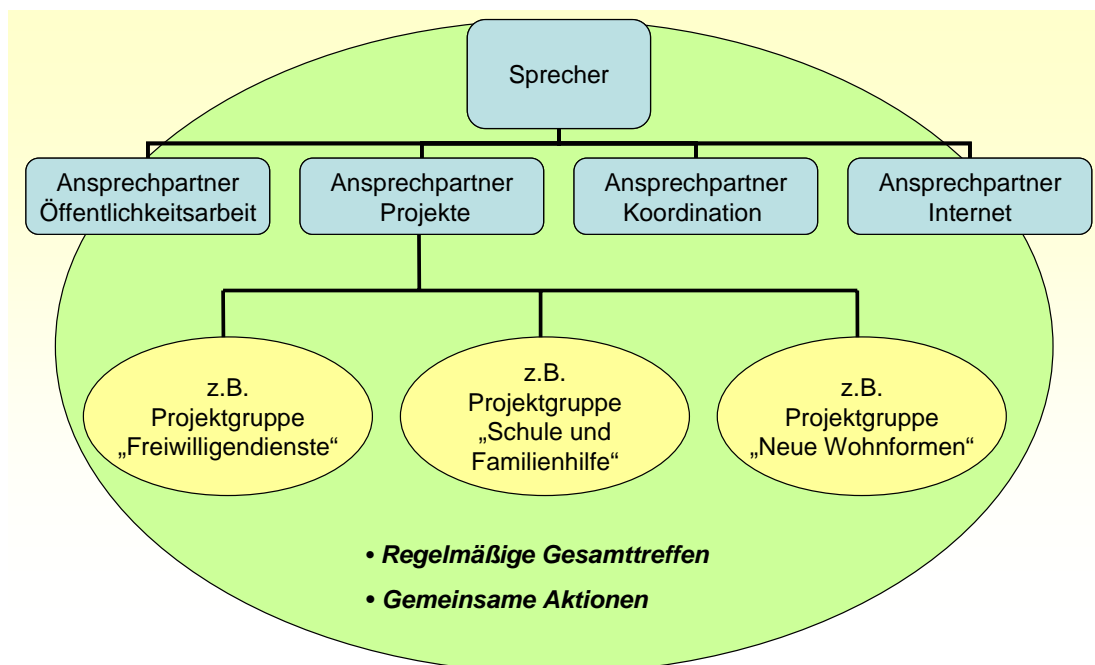 Sprecher
Ansprechpartner
Öffentlichkeitsarbeit
Ansprechpartner
Projekte
Ansprechpartner
Koordination
Ansprechpartner
Internet
z.B.
Projektgruppe
„Freiwilligendienste“
z.B.
Projektgruppe
„Schule und
Familienhilfe“
z.B.
Projektgruppe
„Neue Wohnformen“
• Regelmäßige Gesamttreffen
• Gemeinsame Aktionen